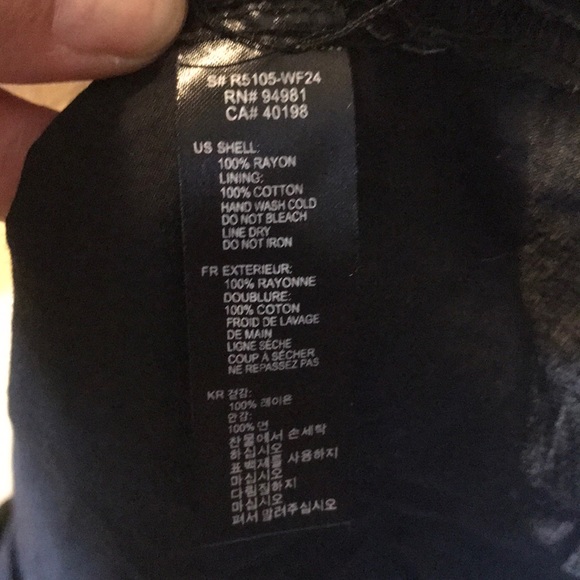 S# R5105-WF24
RN# 94981
CA# 40198
US SHELL:
100% RAYON
LINING:
100% COTTON
HAND WASH COLD
DO NOT BLEACH
LINE DRY
DO NOT IRON
FR EXTERIEUR:
100% RAYONNE
DOUBLURE:
100% COTON
FROID DE LAVAGE
DE MAIN
LIGNE SÈCHE
COUP A SÉCHER
NE REPASSEZ PAS
KR 겉감:
100% 레이온
안감:
100% 면
찬물에서 손세탁
하십시오
표백제를 사용하지
마십시오
다림질하지
마십시오
펴서 말려주십시오